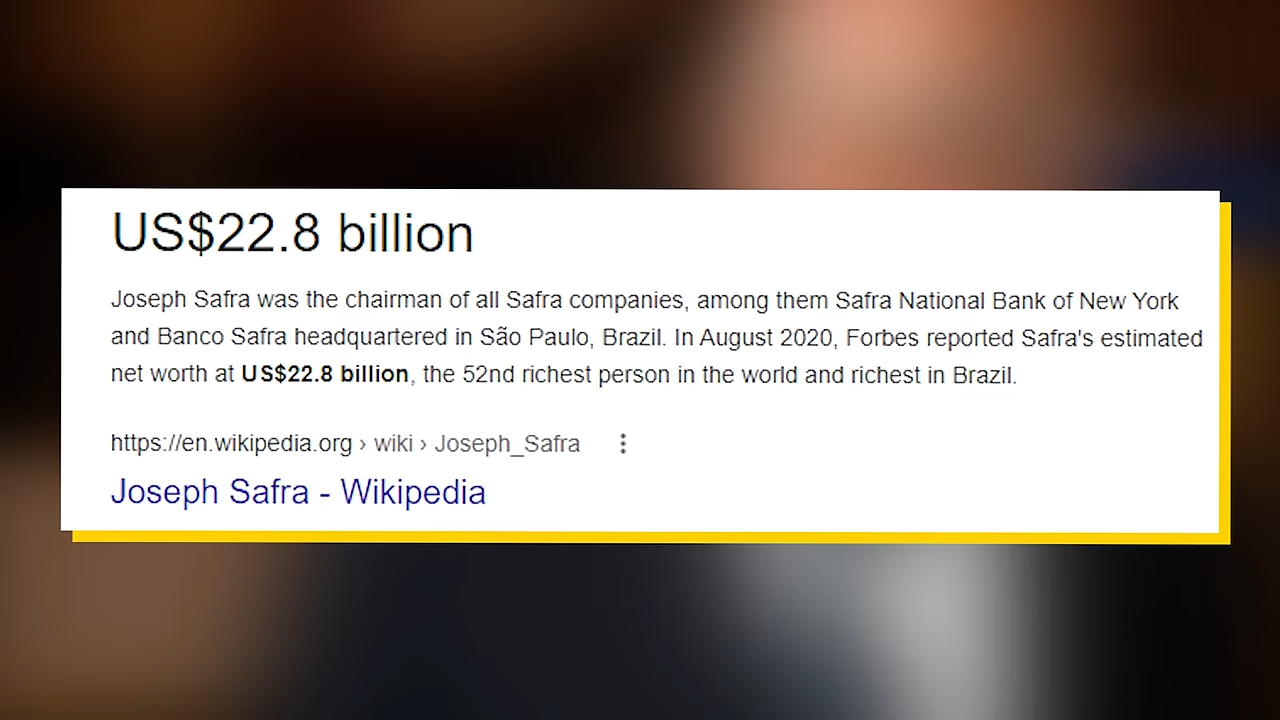 US$22.8 billion
Joseph Safra was the chairman of all Safra companies, among them Safra National Bank of New York
and Banco Safra headquartered in São Paulo, Brazil. In August 2020, Forbes reported Safra's estimated
net worth at US$22.8 billion, the 52nd richest person in the world and richest in Brazil.
https://en.wikipedia.org › wiki › Joseph_Safra
Joseph Safra - Wikipedia